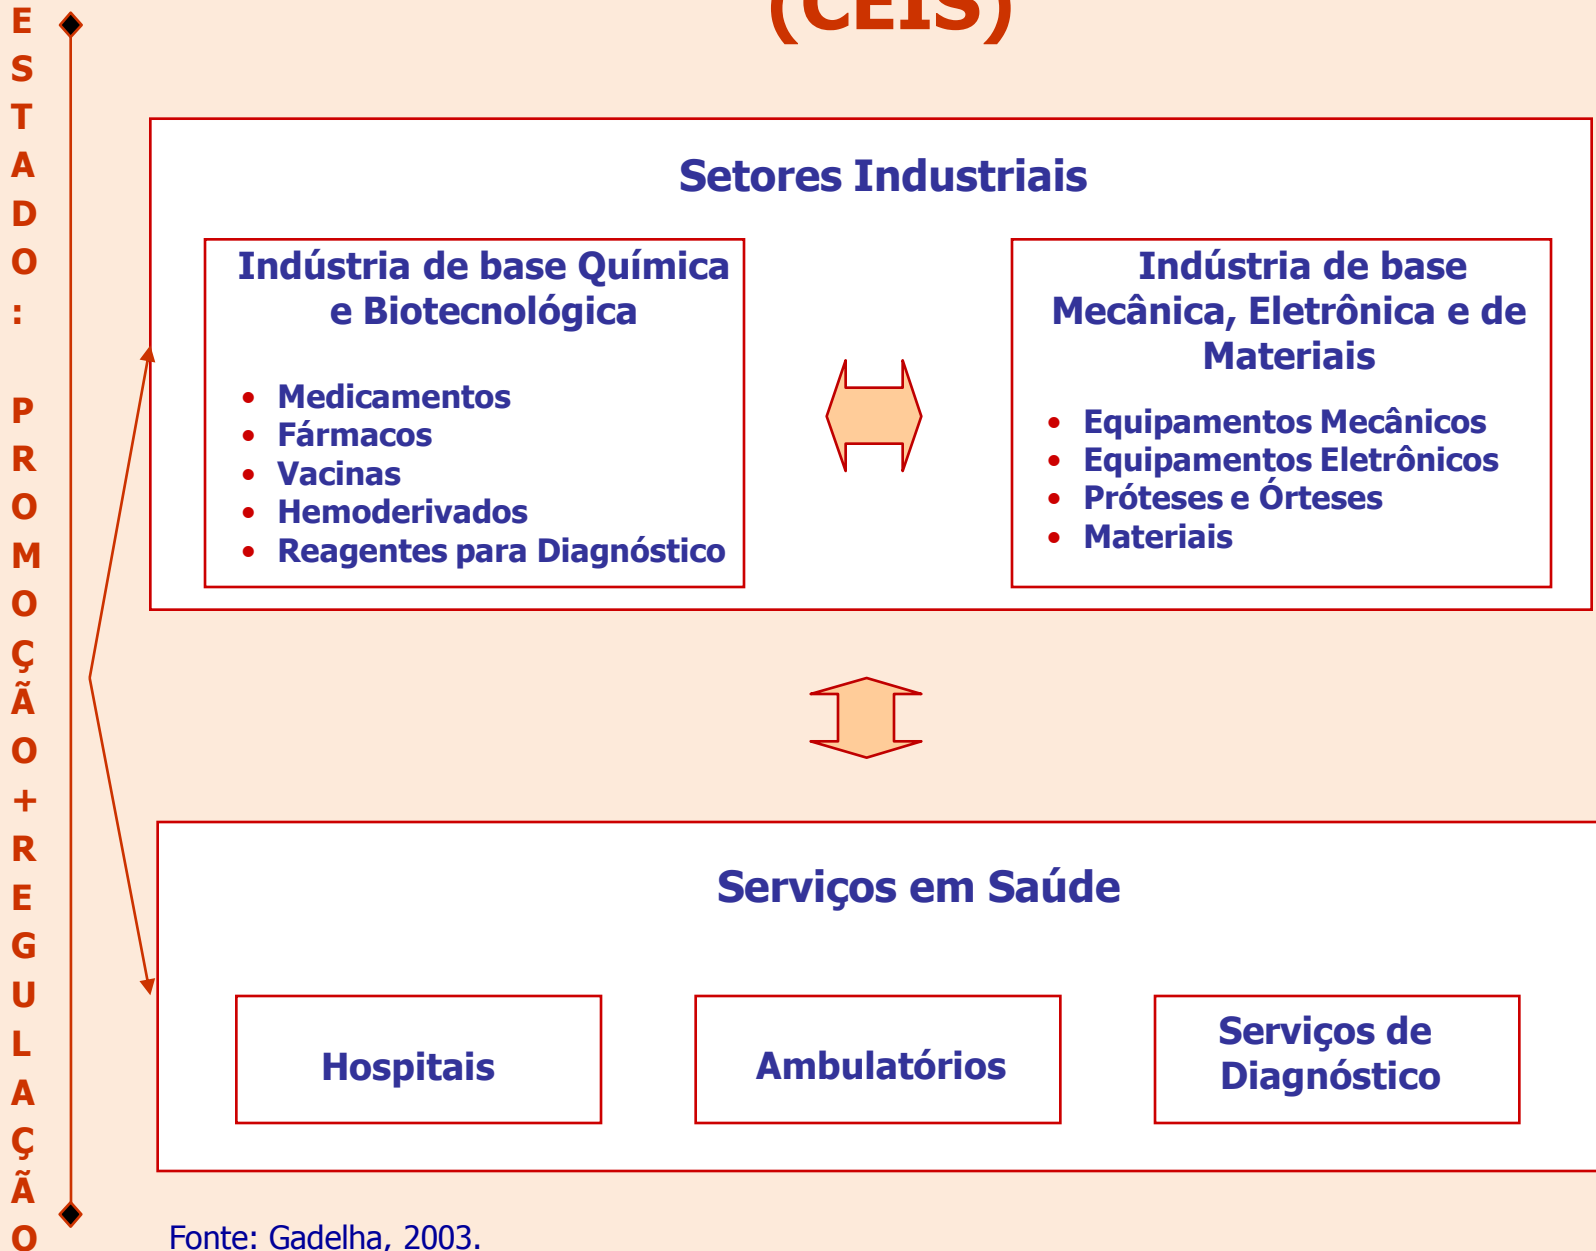 (CEIS)
ESTADO: PROMOÇÃO+REGULAÇÃO
Setores Industriais
Indústria de base Química
e Biotecnológica
• Medicamentos
• Fármacos
• Vacinas
• Hemoderivados
• Reagentes para Diagnóstico
Indústria de base
Mecânica, Eletrônica e de
Materiais
• Equipamentos Mecânicos
• Equipamentos Eletrônicos
• Próteses e Órteses
• Materiais
Serviços em Saúde
Hospitais
Ambulatórios
Serviços de
Diagnóstico
Fonte: Gadelha, 2003.